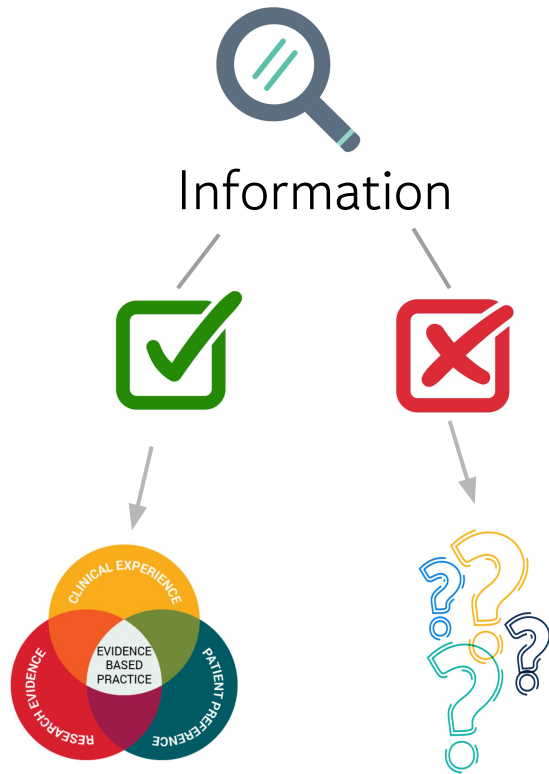 Information
CLINICAL EXPERIENCE
EVIDENCE
BASED
PRACTICE
RESEARCH EVIDENCE
PATIENT PREFERENCE